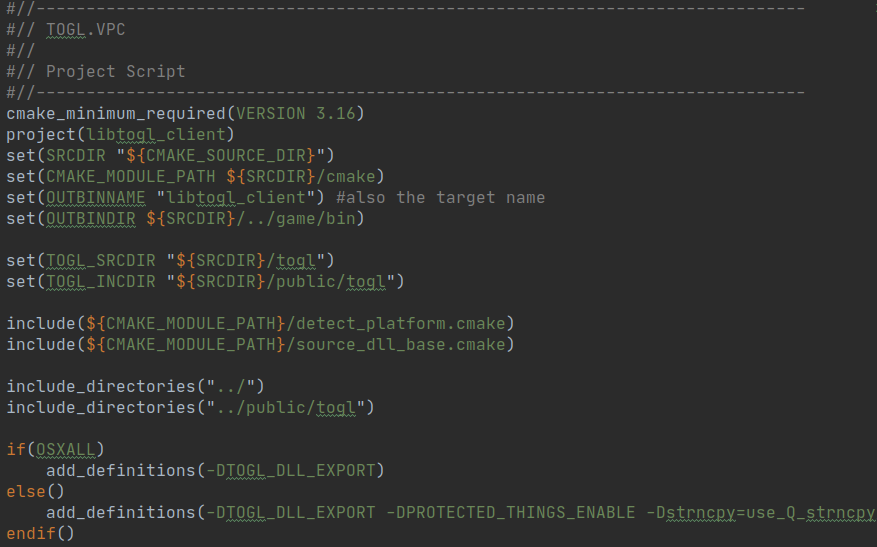 #//-----------------------------------------------------------------------------
#// TOGL.VPC
#//
#// Project Script
#//-----------------------------------------------------------------------------
cmake_minimum_required(VERSION 3.16)
project(libtogl_client)
set(SRCDIR "${CMAKE_SOURCE_DIR}")
set(CMAKE_MODULE_PATH ${SRCDIR}/cmake)
set(OUTBINNAME "libtogl_client") #also the target name
set(OUTBINDIR ${SRCDIR}/../game/bin)

set(TOGL_SRCDIR "${SRCDIR}/togl")
set(TOGL_INCDIR "${SRCDIR}/public/togl")

include(${CMAKE_MODULE_PATH}/detect_platform.cmake)
include(${CMAKE_MODULE_PATH}/source_dll_base.cmake)

include_directories("../")
include_directories("../public/togl")

if(OSXALL)
    add_definitions(-DTOGL_DLL_EXPORT)
else()
    add_definitions(-DTOGL_DLL_EXPORT -DPROTECTED_THINGS_ENABLE -Dstrncpy=use_Q_strncpy
endif()